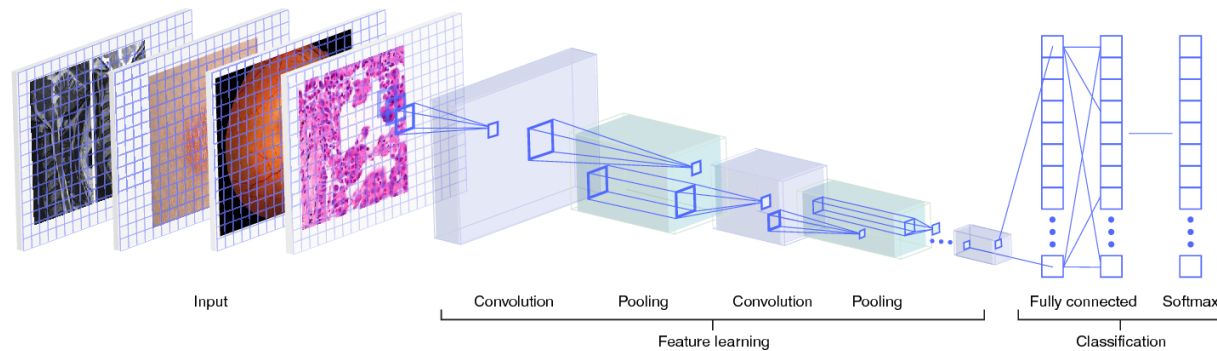 Input
Convolution
Pooling
Convolution
Pooling
Fully connected
Softmax
Feature learning
Classification